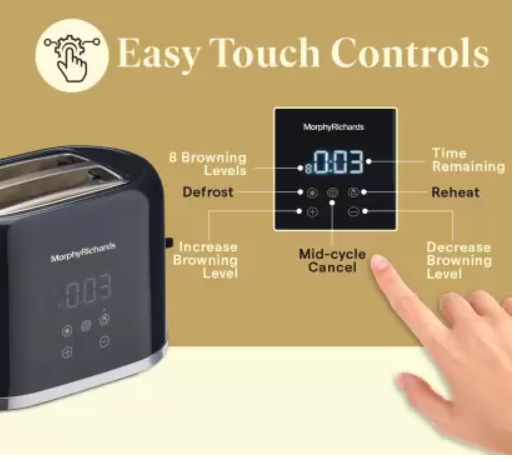 Easy Touch Controls
MorphyRichards
8 Browning
Levels
8 0:03
Time
Remaining
Defrost
Reheat
Increase
Browning
Level
Mid-cycle
Cancel
Decrease
Browning
Level
MorphyRichards
0:03